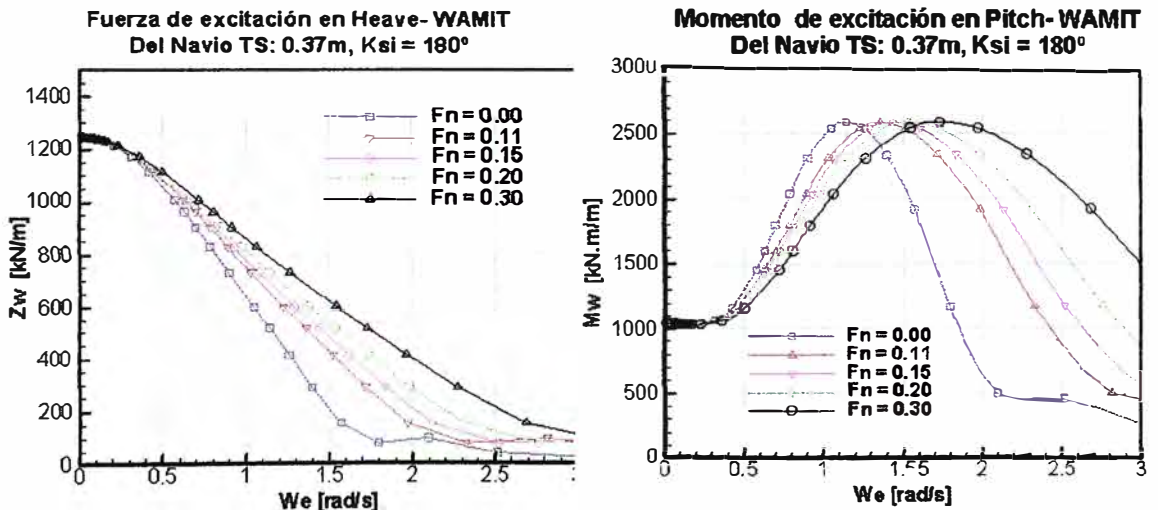 Fuerza de excitación en Heave- WAMIT
Del Navio TS: 0.37m, Ksi = 180º
1400
1200
1000
800
600
400
200
0
Zw [kN/m]
Fn = 0.00
Fn = 0.11
Fn = 0.15
Fn = 0.20
Fn = 0.30
0.5
1
1.5
2
2.5
We [rad/s]
Momento de excitación en Pitch- WAMIT
Del Navio TS: 0.37m, Ksi = 180º
300u
2500
2000
1500
1000
500
0
Mw [kN.m/m]
Fn = 0.00
Fn = 0.11
Fn = 0.15
Fn = 0.20
Fn = 0.30
0.5
1
1.5
2
2.5
3
We [rad/s]